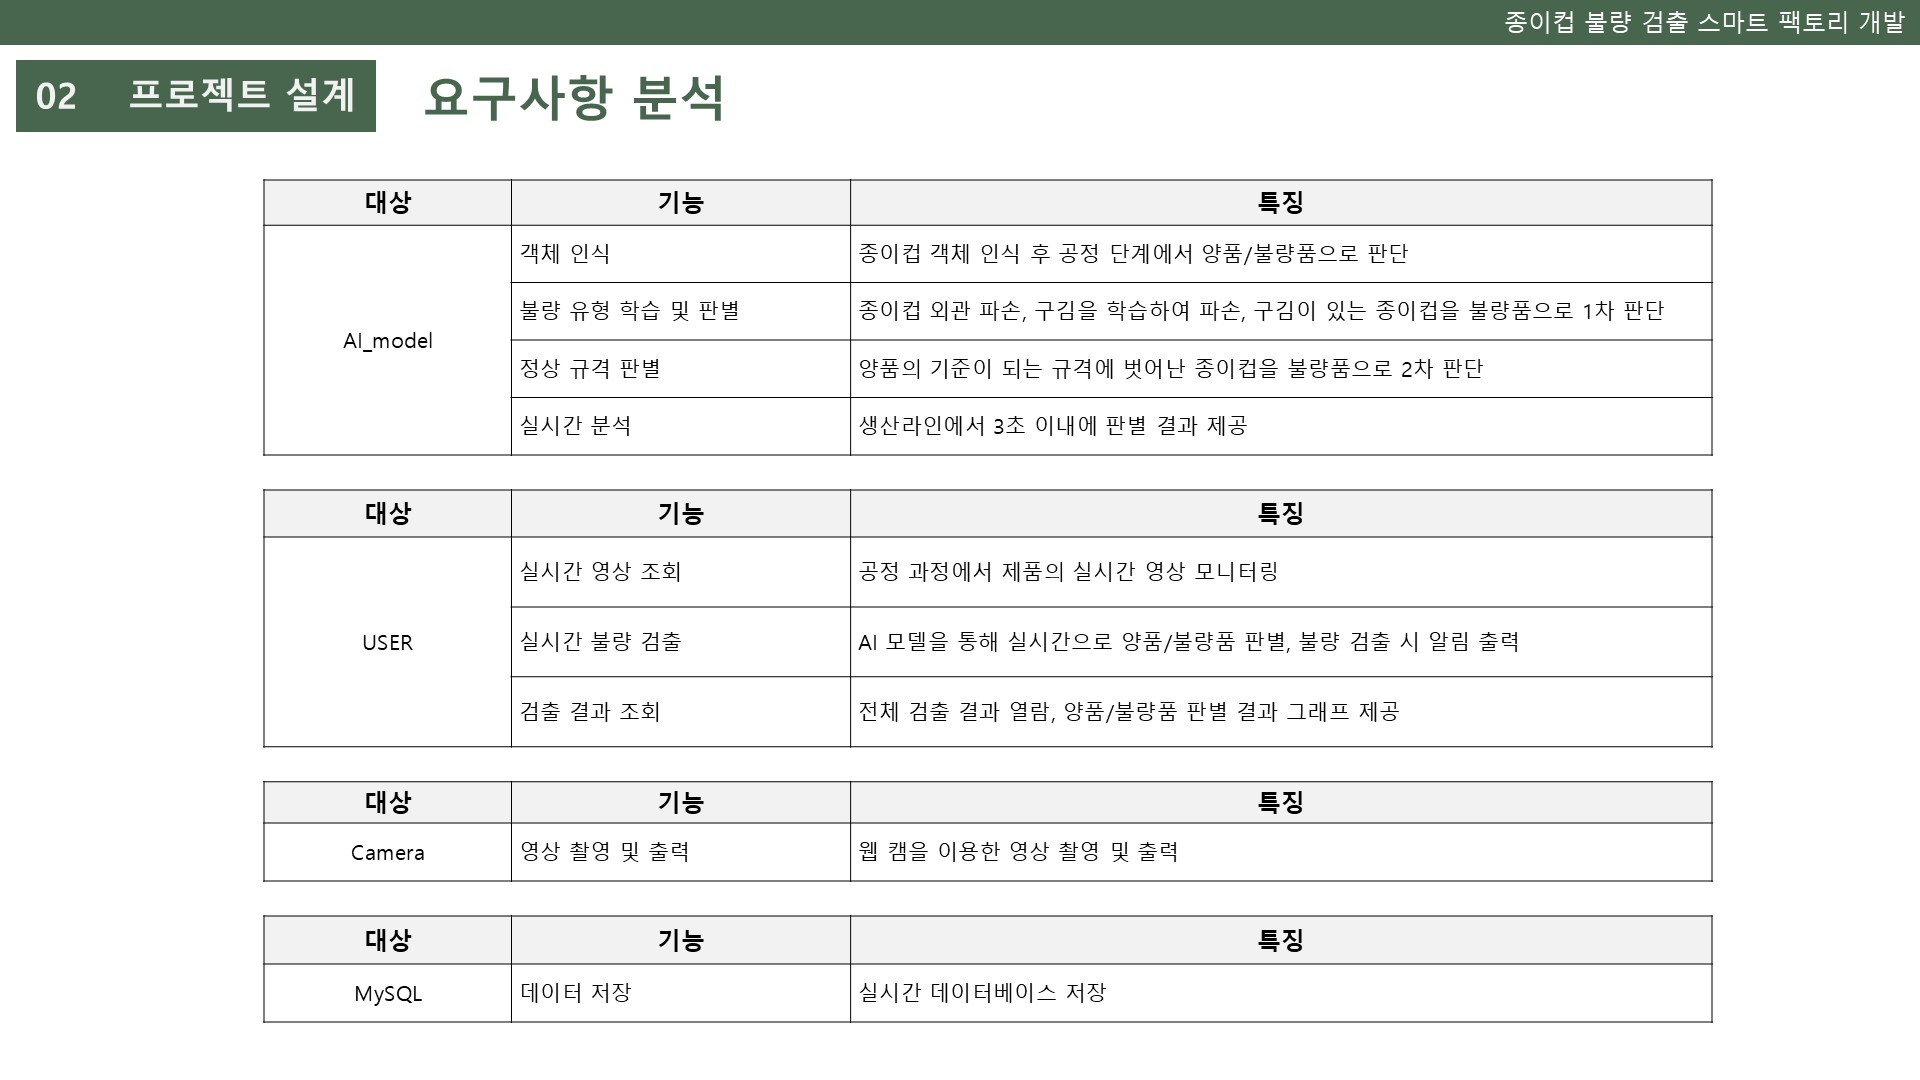 종이컵 불량 검출 스마트 팩토리 개발
02 프로젝트 설계
요구사항 분석
대상 기능 특징
AI_model
객체 인식 종이컵 객체 인식 후 공정 단계에서 양품/불량품으로 판단
불량 유형 학습 및 판별 종이컵 외관 파손, 구김을 학습하여 파손, 구김이 있는 종이컵을 불량품으로 1차 판단
정상 규격 판별 양품의 기준이 되는 규격에 벗어난 종이컵을 불량품으로 2차 판단
실시간 분석 생산라인에서 3초 이내에 판별 결과 제공
대상 기능 특징
USER
실시간 영상 조회 공정 과정에서 제품의 실시간 영상 모니터링
실시간 불량 검출 AI 모델을 통해 실시간으로 양품/불량품 판별, 불량 검출 시 알림 출력
검출 결과 조회 전체 검출 결과 열람, 양품/불량품 판별 결과 그래프 제공
대상 기능 특징
Camera 영상 촬영 및 출력 웹 캠을 이용한 영상 촬영 및 출력
대상 기능 특징
MySQL 데이터 저장 실시간 데이터베이스 저장